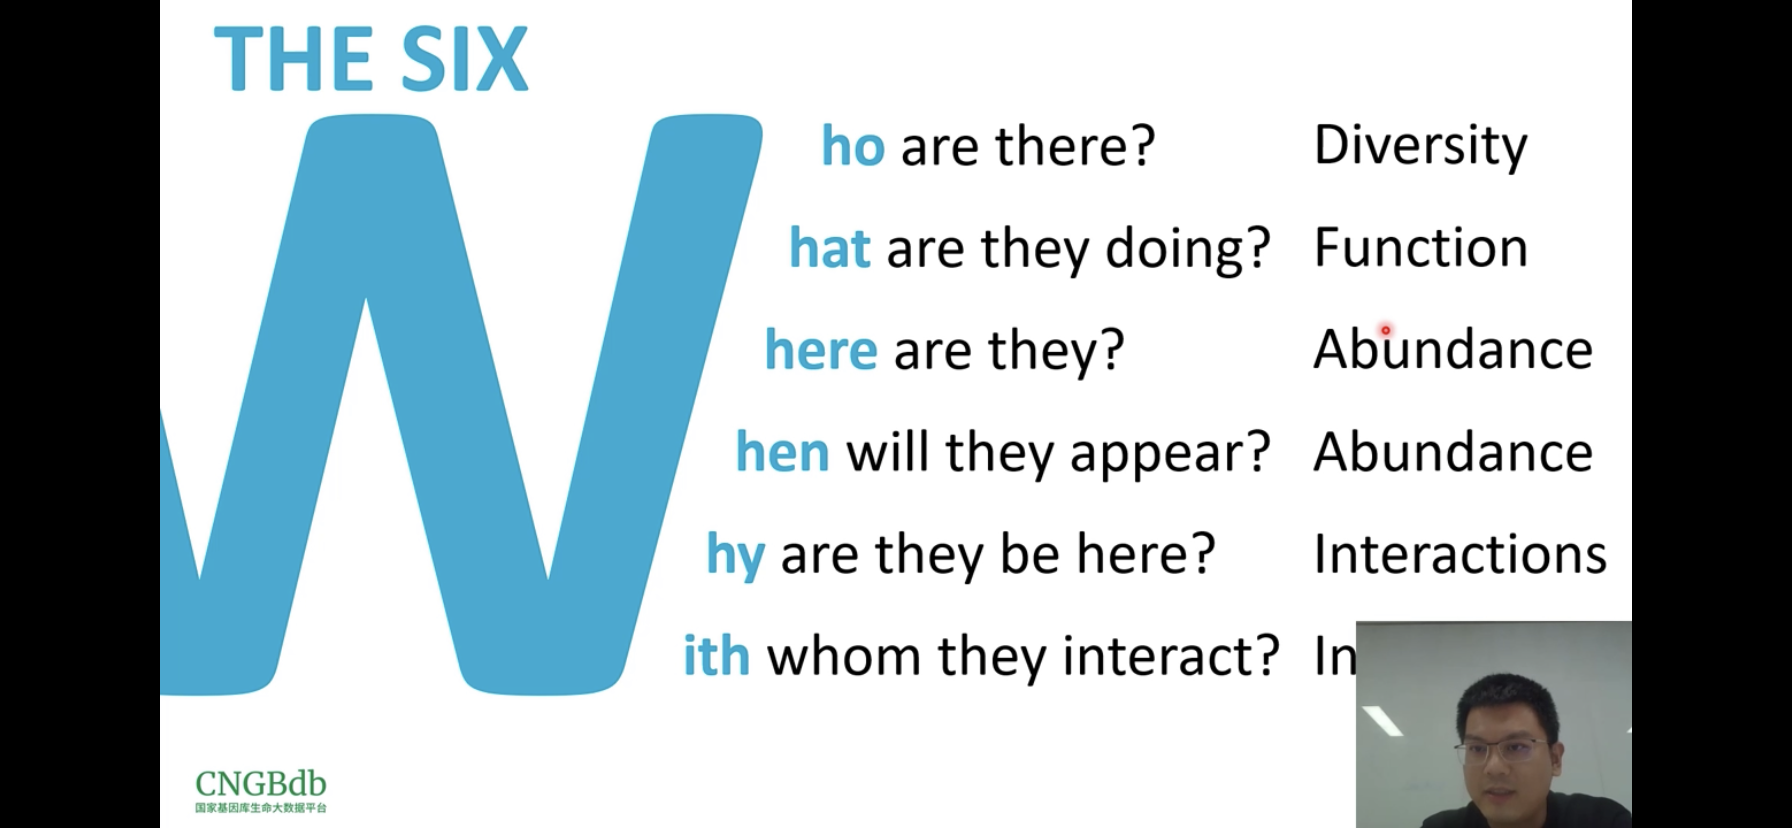 THE SIX
W
ho are there? Diversity
hat are they doing? Function
here are they? Abundance
hen will they appear? Abundance
hy are they be here? Interactions
ith whom they interact? In
CNGBdb
国家基因库生命大数据平台